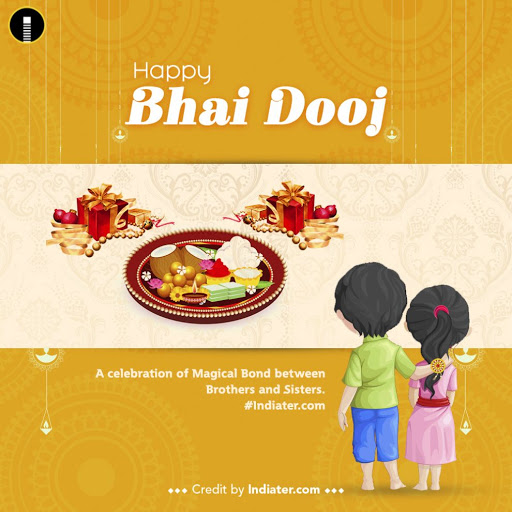 Happy
Bhai Dooj
A celebration of Magical Bond between
Brothers and Sisters.
#Indiater.com
Credit by Indiater.com